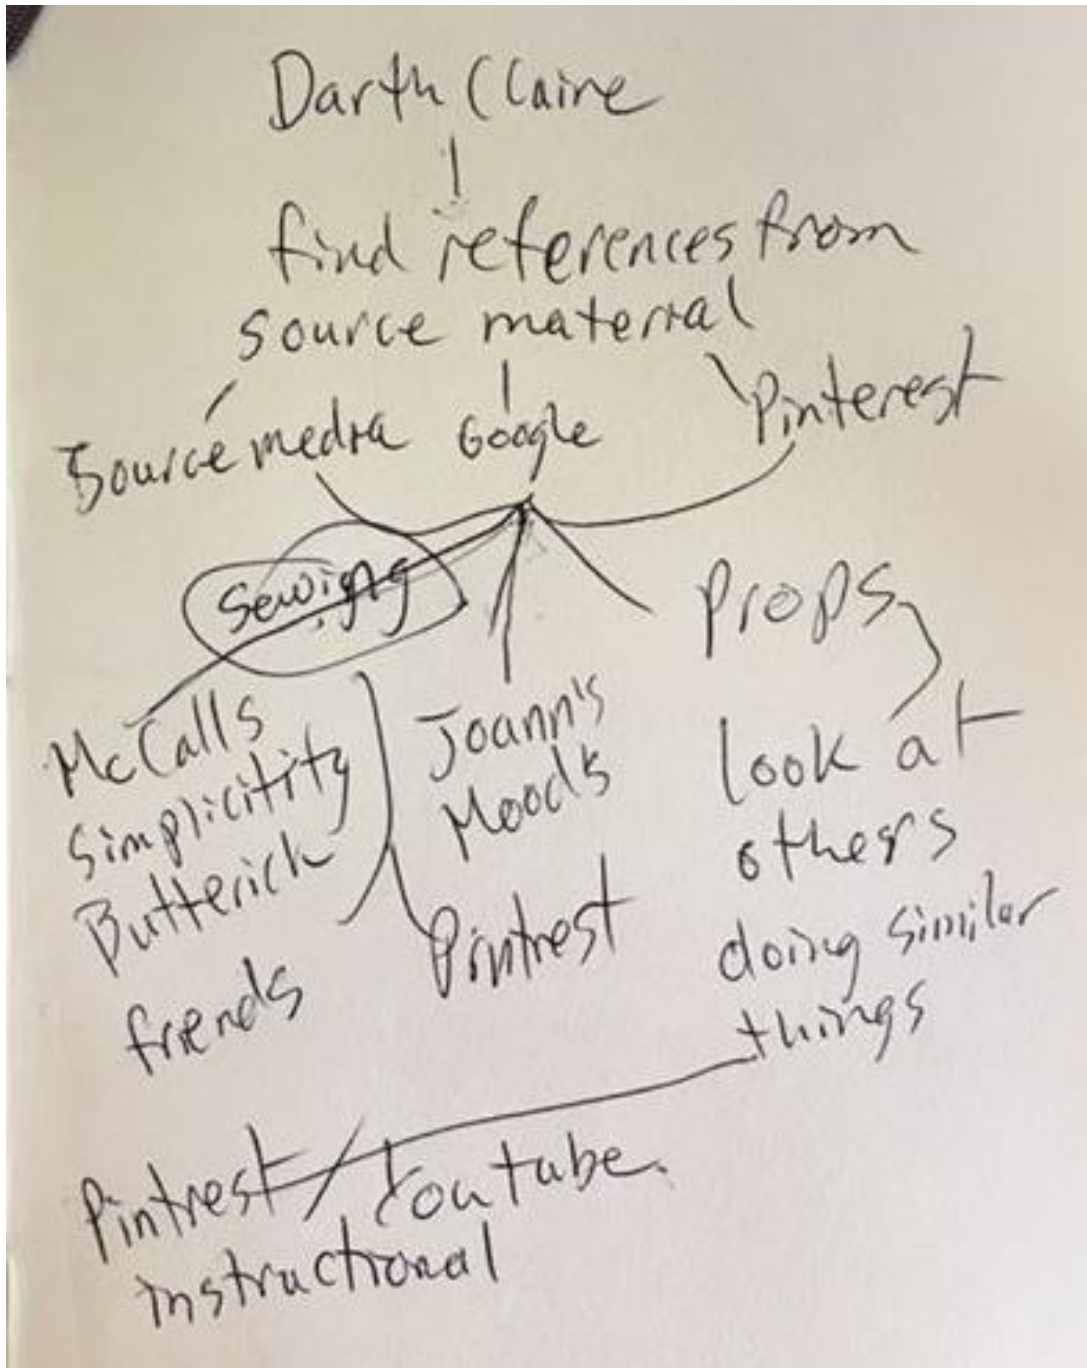 Darth Claire
find references from
source material
Source media Google Pinterest
Sewing
Props
McCalls
Simplicitity
Butterich
friends
Joann's
Mood's
Pintrest
look at
others
doing similar
things
Pintrest/Youtube.
instructional